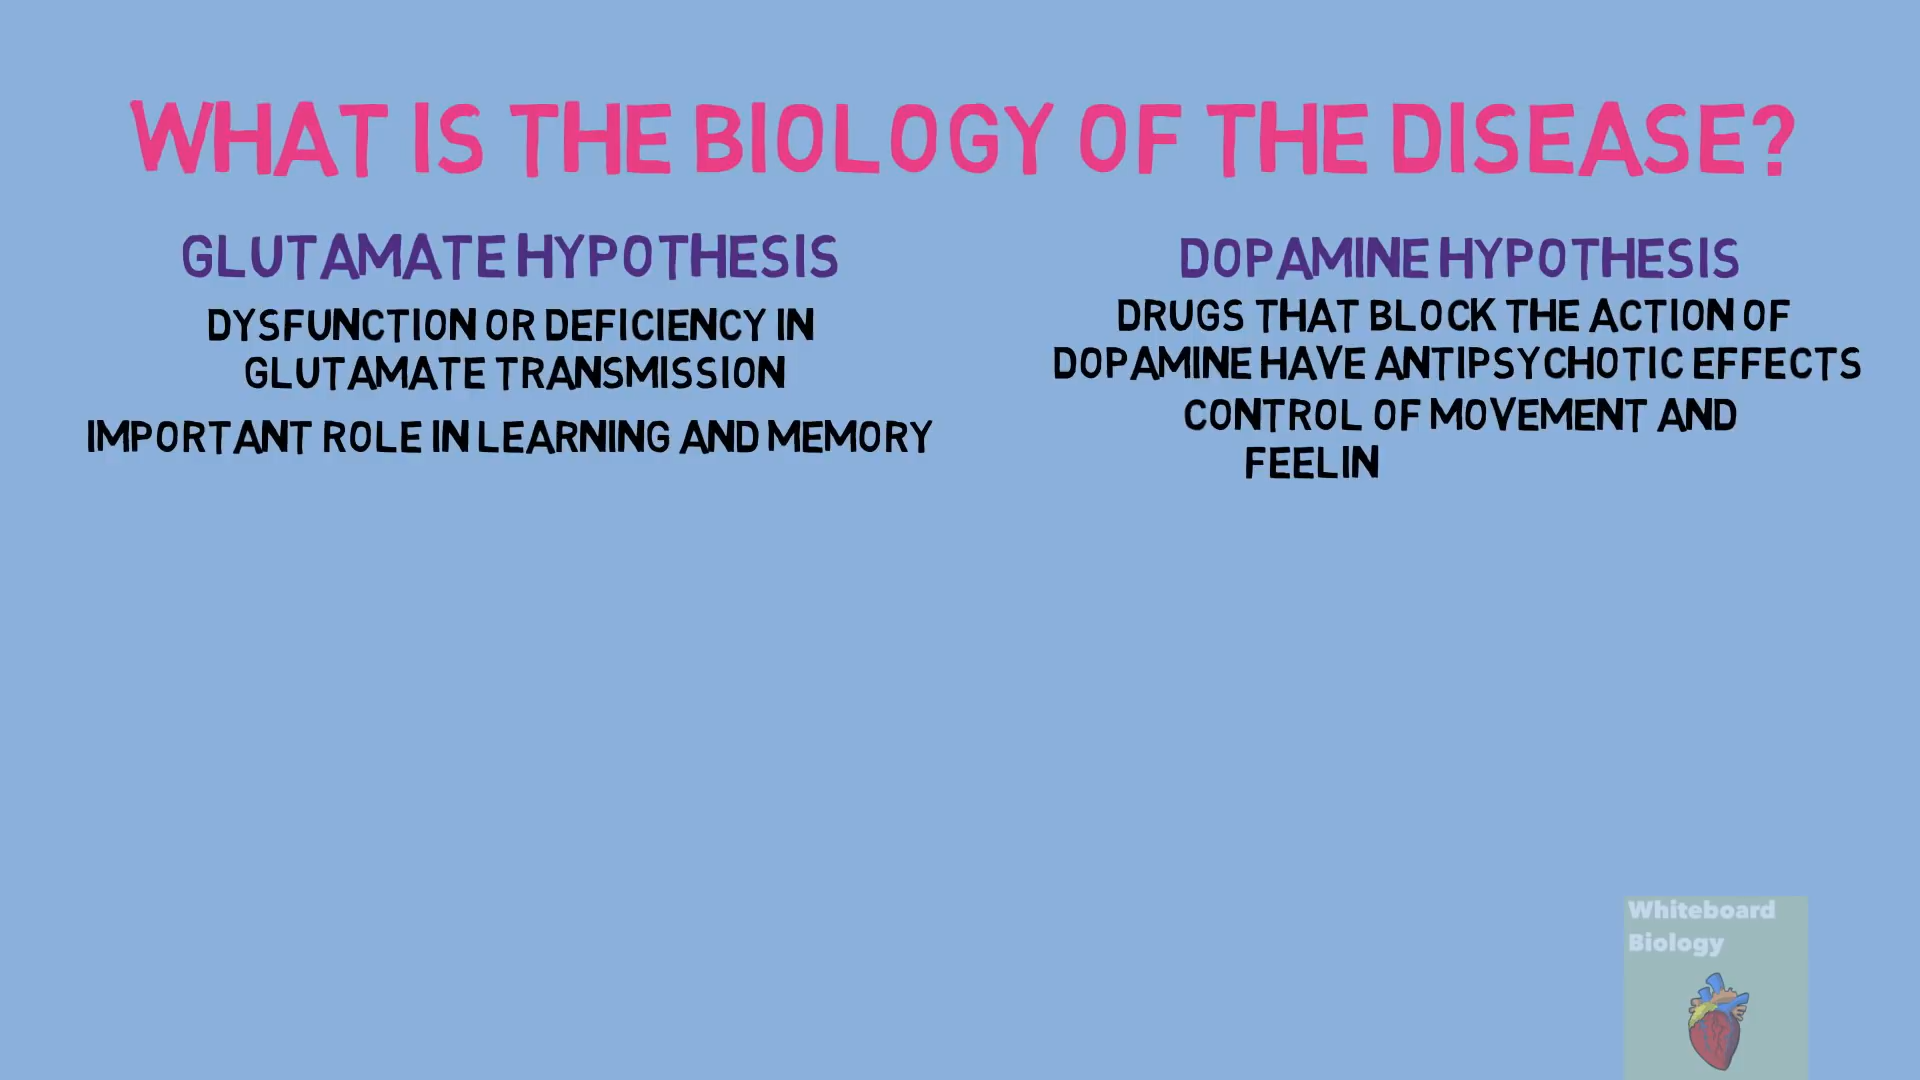 WHAT IS THE BIOLOGY OF THE DISEASE?
GLUTAMATE HYPOTHESIS
DYSFUNCTION OR DEFICIENCY IN
GLUTAMATE TRANSMISSION
IMPORTANT ROLE IN LEARNING AND MEMORY
DOPAMINE HYPOTHESIS
DRUGS THAT BLOCK THE ACTION OF
DOPAMINE HAVE ANTIPSYCHOTIC EFFECTS
CONTROL OF MOVEMENT AND
FEELIN
Whiteboard
Biology